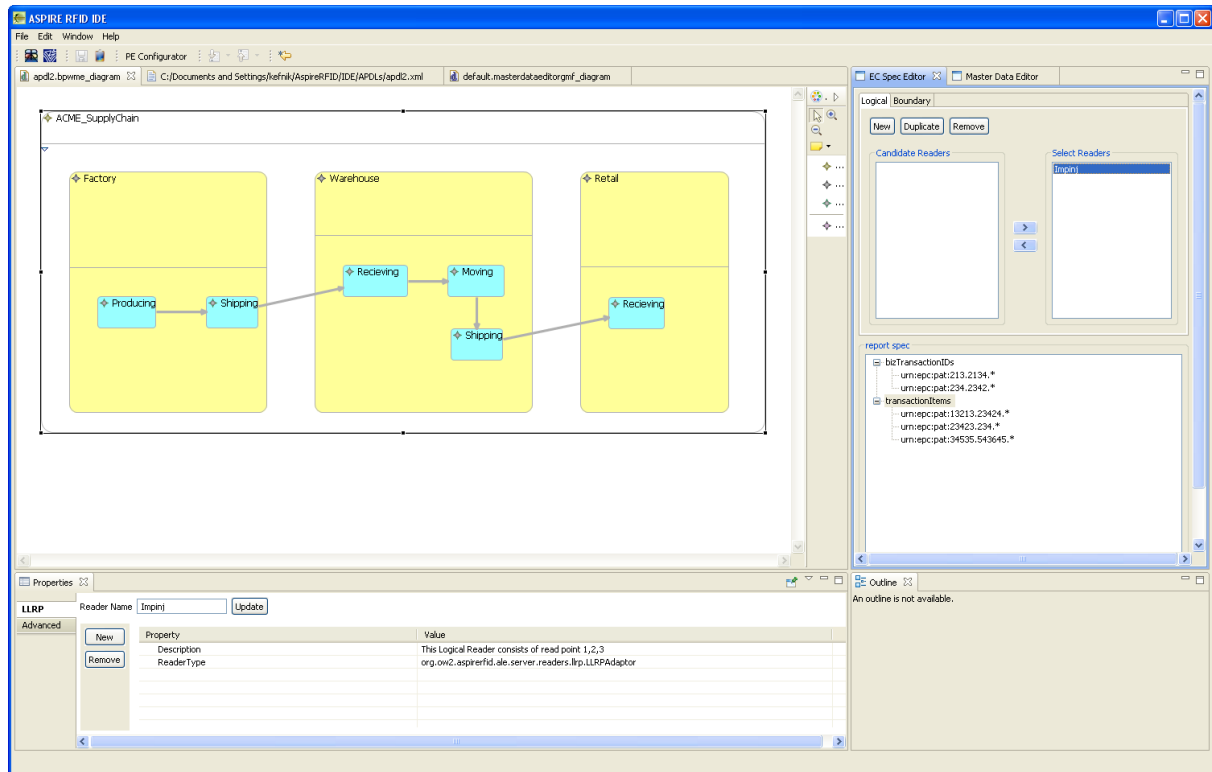 ASPIRE RFID IDE
File Edit Window Help
PE Configurator
apdl2.bpwme_diagram
C:/Documents and Settings/kefnik/AspireRFID/IDE/APDLs/apdl2.xml
default.masterdataeditorgmf_diagram
EC Spec Editor
Master Data Editor
ACME_SupplyChain
Factory
Warehouse
Retail
Producing
Shipping
Recieving
Moving
Shipping
Recieving
Logical Boundary
New Duplicate Remove
Candidate Readers
Select Readers
Impinj
report spec
bizTransactionIDs
urn:epc:pat:213.2134.*
urn:epc:pat:234.2342.*
transactionItems
urn:epc:pat:13213.23424.*
urn:epc:pat:23423.234.*
urn:epc:pat:34535.543645.*
Properties
LLRP
Advanced
Reader Name Impinj Update
New
Remove
Property Value
Description This Logical Reader consists of read point 1,2,3
ReaderType org.ow2.aspirerfid.ale.server.readers.llrp.LLRPAdaptor
Outline
An outline is not available.